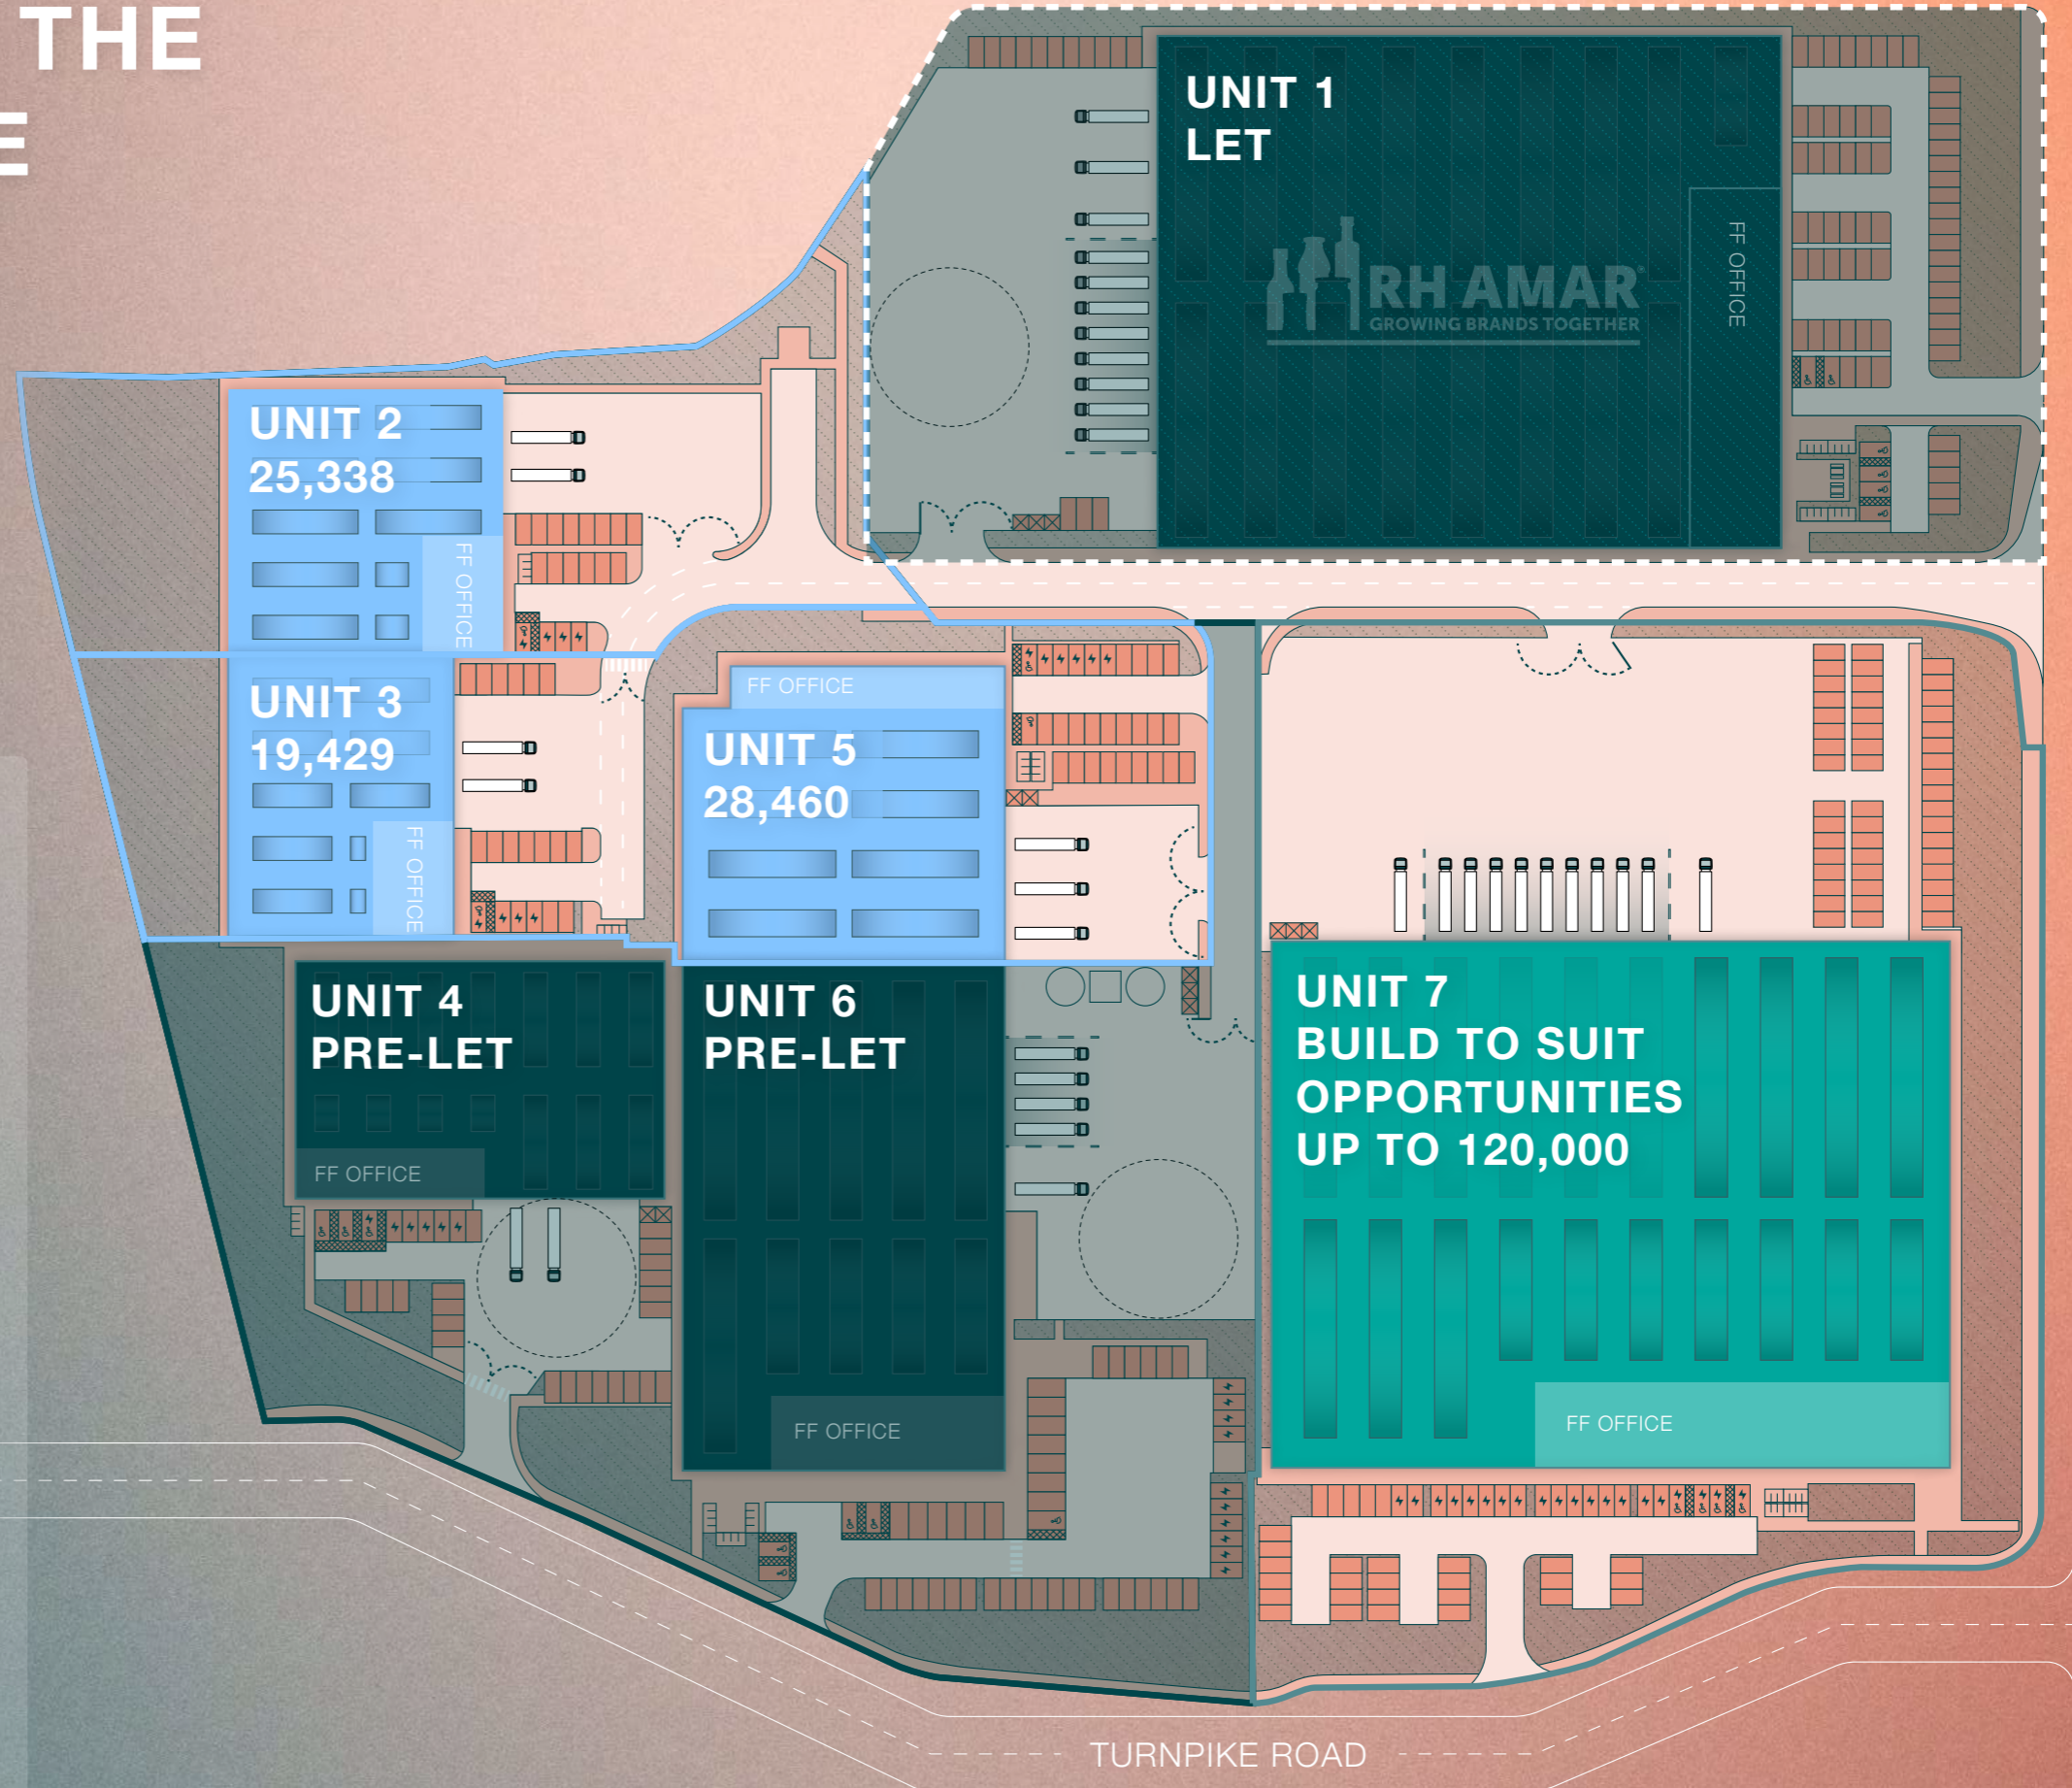 THE
E
UNIT 1
LET
FF OFFICE
RH AMAR
GROWING BRANDS TOGETHER
UNIT 2
25,338
FF OFFICE
UNIT 3
19,429
FF OFFICE
FF OFFICE
UNIT 5
28,460
UNIT 4
PRE-LET
FF OFFICE
UNIT 6
PRE-LET
FF OFFICE
UNIT 7
BUILD TO SUIT
OPPORTUNITIES
UP TO 120,000
FF OFFICE
TURNPIKE ROAD